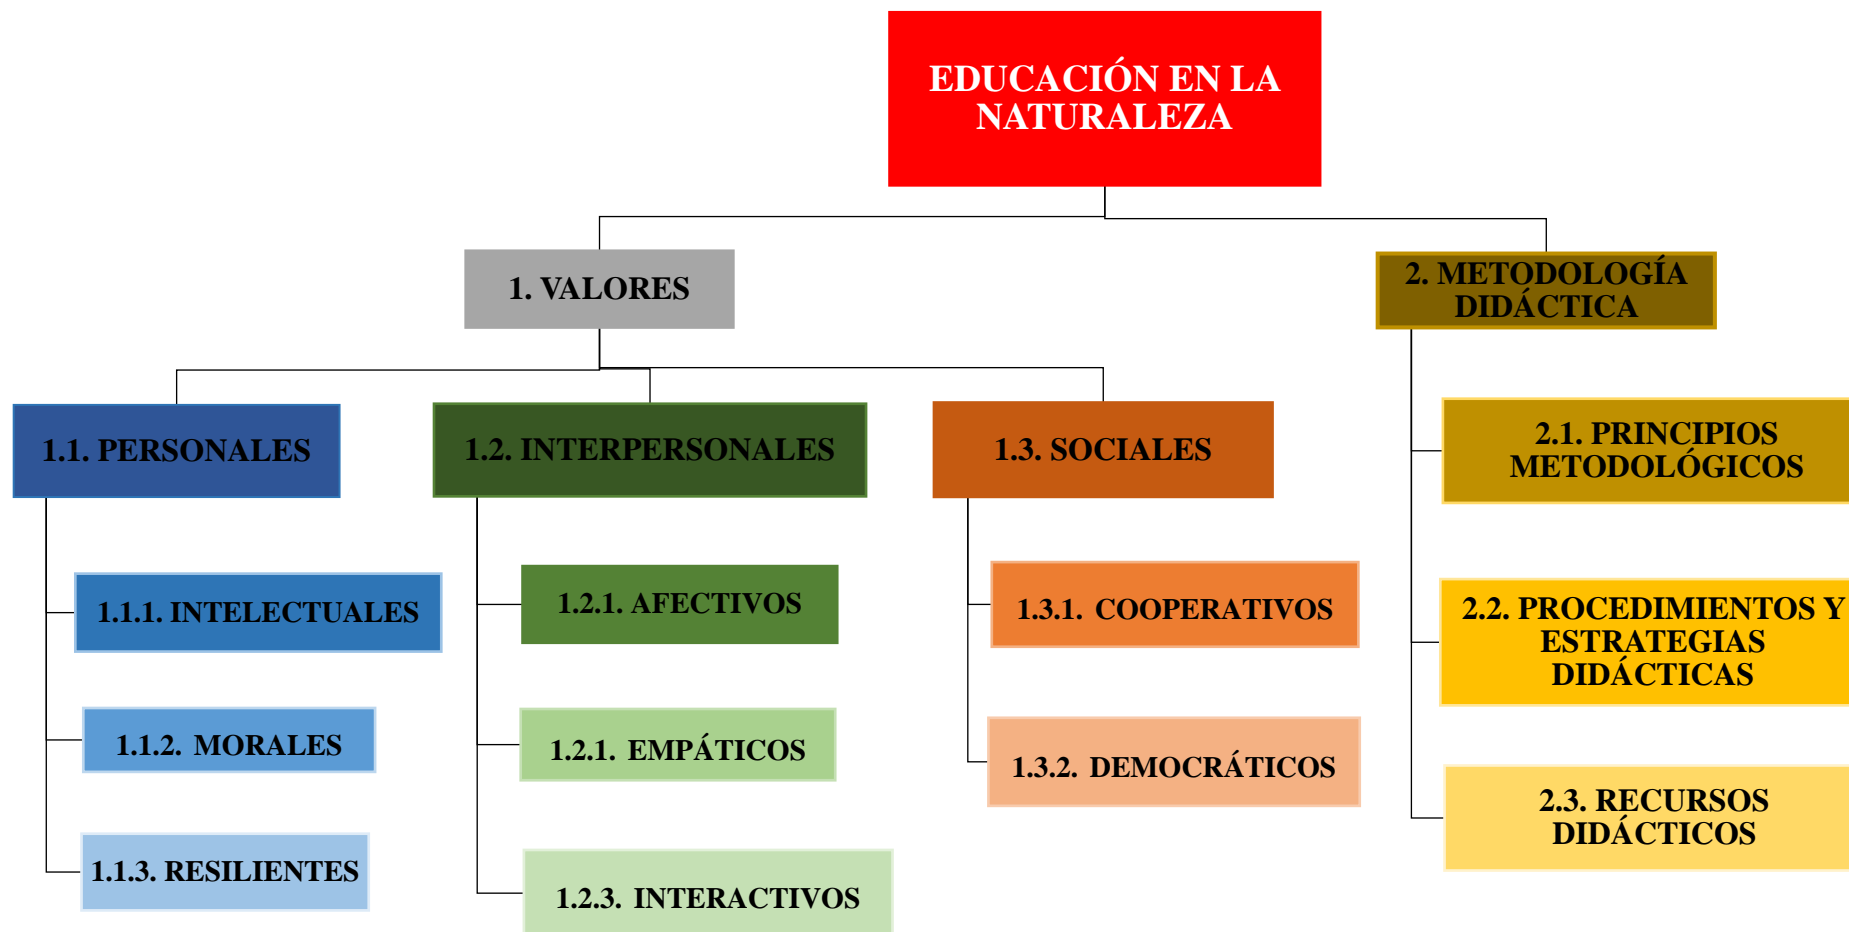 EDUCACIÓN EN LA
NATURALEZA
1. VALORES
2. METODOLOGÍA
DIDÁCTICA
1.1. PERSONALES
1.2. INTERPERSONALES
1.3. SOCIALES
2.1. PRINCIPIOS
METODOLÓGICOS
1.1.1. INTELECTUALES
1.2.1. AFECTIVOS
1.3.1. COOPERATIVOS
2.2. PROCEDIMIENTOS Y
ESTRATEGIAS
DIDÁCTICAS
1.1.2. MORALES
1.2.1. EMPÁTICOS
1.3.2. DEMOCRÁTICOS
2.3. RECURSOS
DIDÁCTICOS
1.1.3. RESILIENTES
1.2.3. INTERACTIVOS